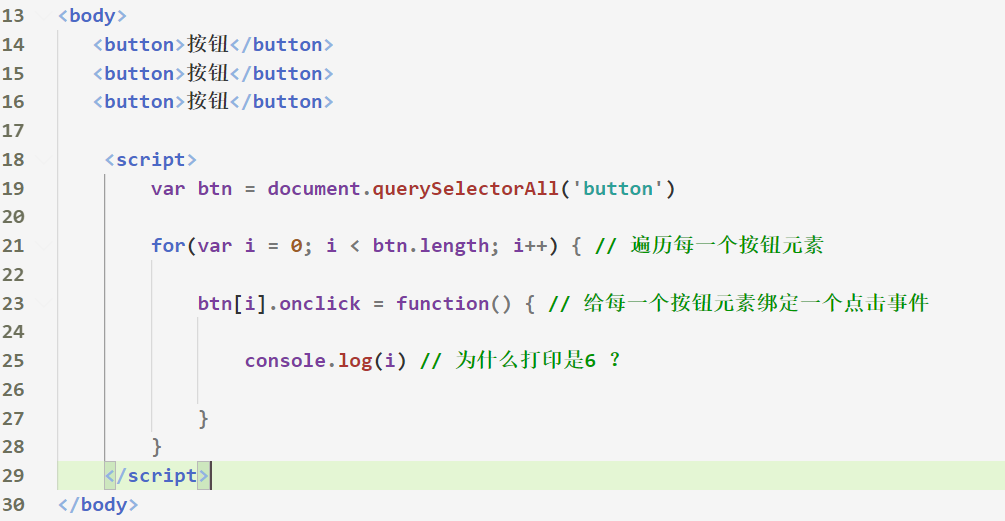 13 <body>
14 <button>按钮</button>
15 <button>按钮</button>
16 <button>按钮</button>
17
18 <script>
19 var btn = document.querySelectorAll('button')
20
21 for(var i = 0; i < btn.length; i++) { // 遍历每一个按钮元素
22
23 btn[i].onclick = function() { // 给每一个按钮元素绑定一个点击事件
24
25 console.log(i) // 为什么打印是6 ？
26
27 }
28 }
29 </script>
30 </body>